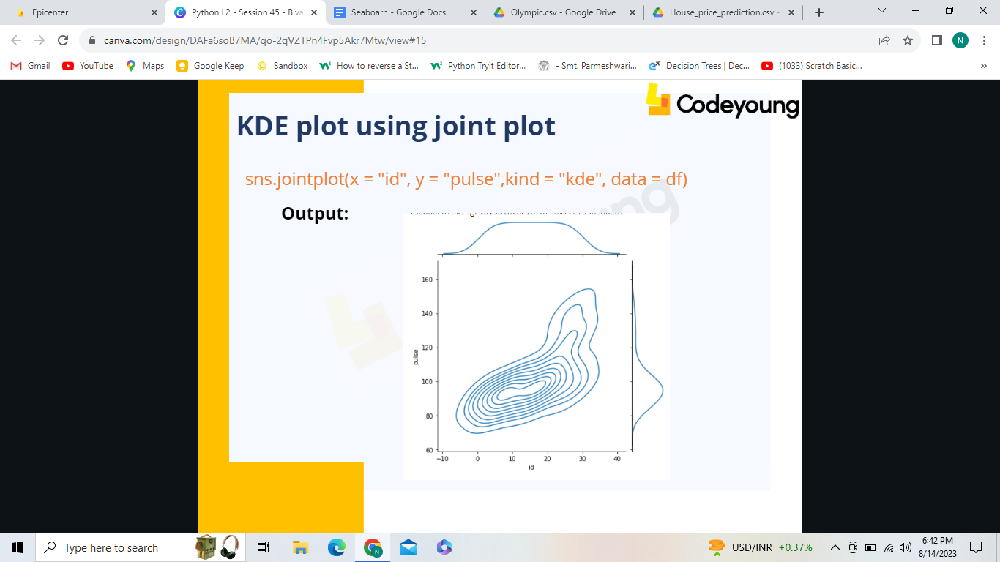 Epicenter
Python L2 - Session 45 - Biva
Seaboarn - Google Docs
Olympic.csv - Google Drive
House_price_prediction.csv -
canva.com/design/DAFa6soB7MA/qo-2qVZTPn4Fvp5Akr7Mtw/view#15
N
Gmail
YouTube
Maps
Google Keep
Sandbox
How to reverse a St...
Python Tryit Editor...
- Smt. Parmeshwari...
Decision Trees | Dec...
(1033) Scratch Basic...
»
Codeyoung
KDE plot using joint plot
sns.jointplot(x = "id", y = "pulse",kind = "kde", data = df)
Output:
160
140
120
100
80
60
pulse
−10 0 10 20 30 40
id
Type here to search
USD/INR +0.37%
6:42 PM
8/14/2023